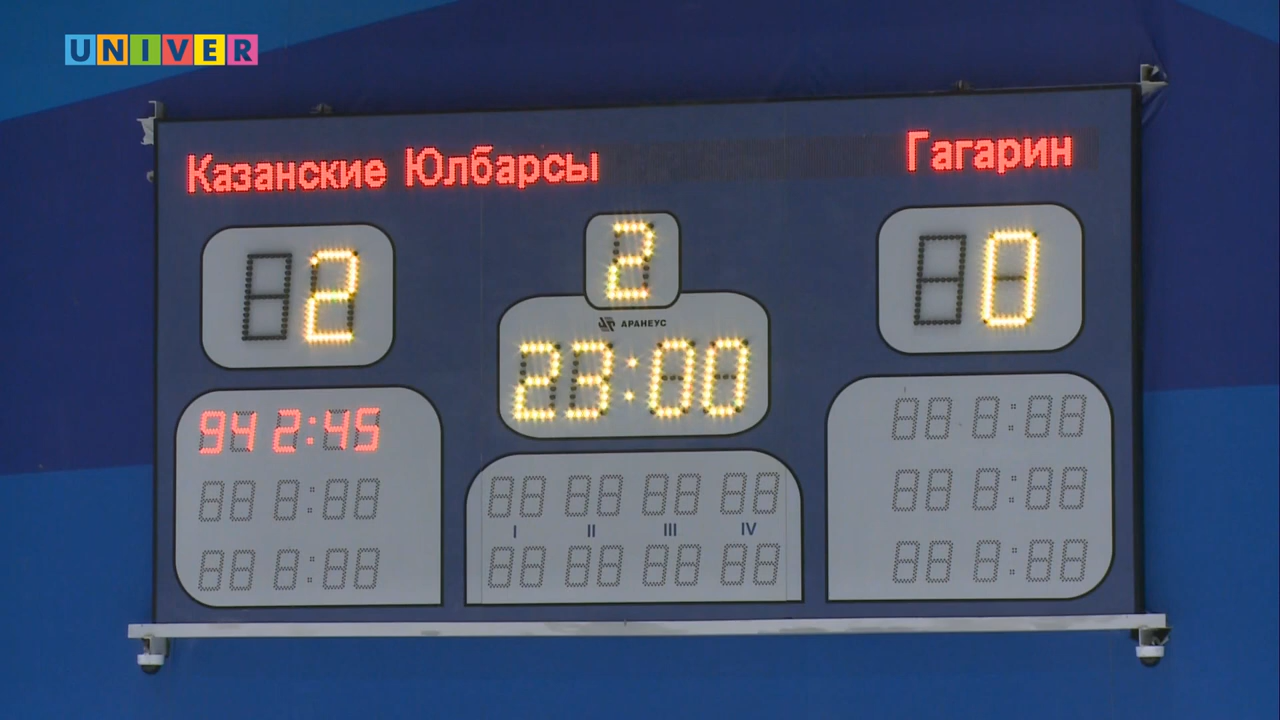 UNIVER
Казанские Юлбарсы
Гагарин
2
2
0
АРАНЕУС
23:00
94 2:45
I II III IV